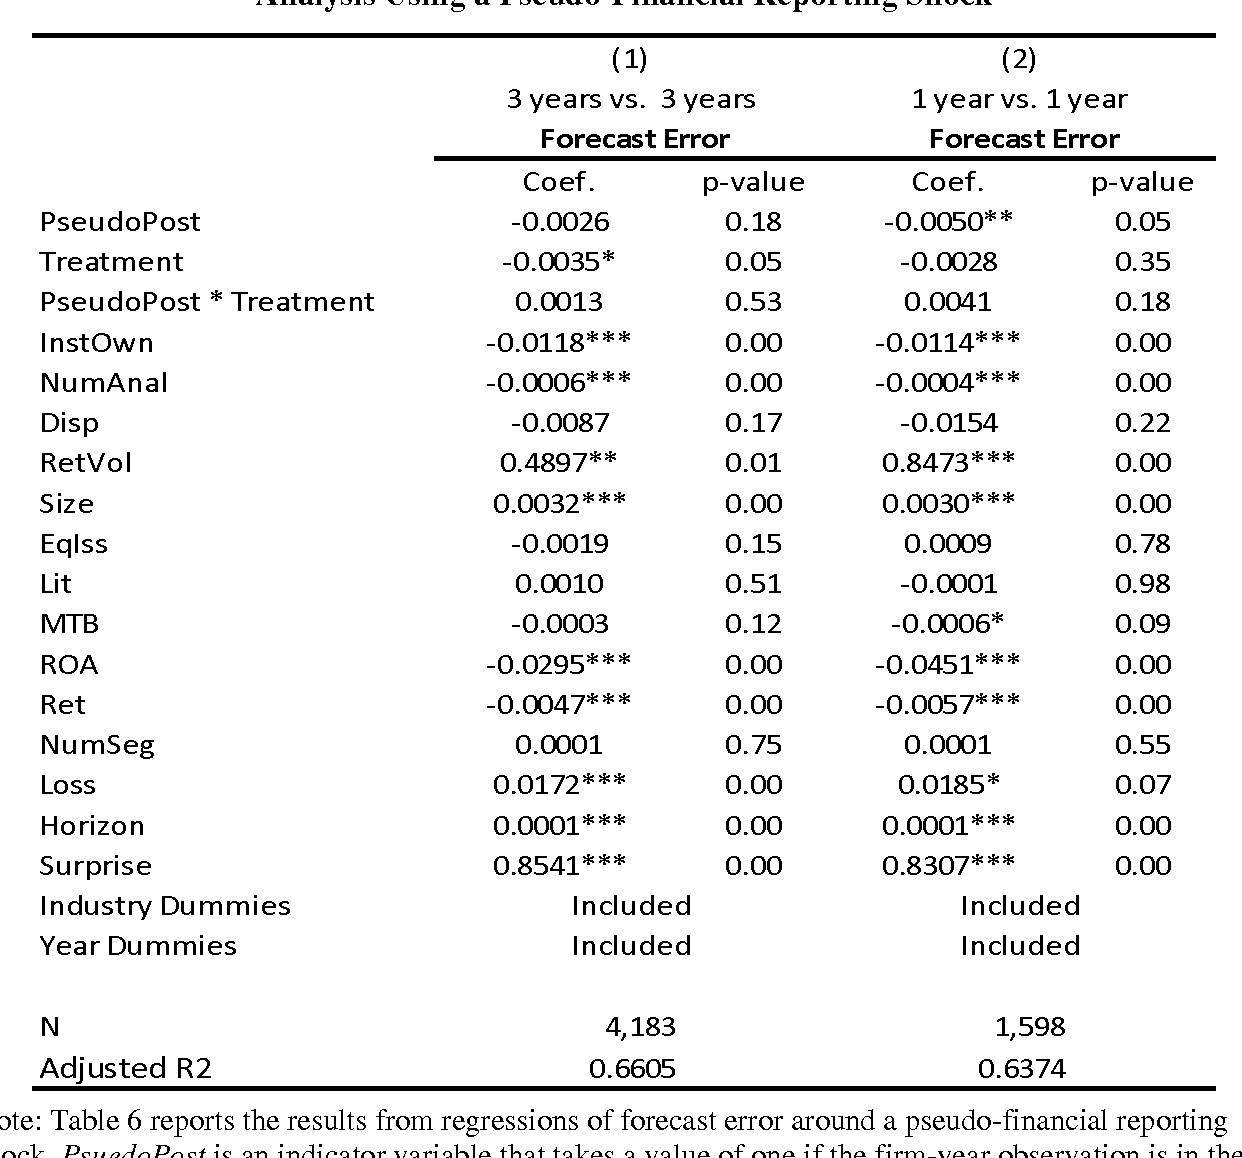 Analysis Using a Pseudo-Financial Reporting Shock
(1) (2)
3 years vs. 3 years 1 year vs. 1 year
Forecast Error Forecast Error
Coef. p-value Coef. p-value
PseudoPost -0.0026 0.18 -0.0050** 0.05
Treatment -0.0035* 0.05 -0.0028 0.35
PseudoPost * Treatment 0.0013 0.53 0.0041 0.18
InstOwn -0.0118*** 0.00 -0.0114*** 0.00
NumAnal -0.0006*** 0.00 -0.0004*** 0.00
Disp -0.0087 0.17 -0.0154 0.22
RetVol 0.4897** 0.01 0.8473*** 0.00
Size 0.0032*** 0.00 0.0030*** 0.00
EqIss -0.0019 0.15 0.0009 0.78
Lit 0.0010 0.51 -0.0001 0.98
MTB -0.0003 0.12 -0.0006* 0.09
ROA -0.0295*** 0.00 -0.0451*** 0.00
Ret -0.0047*** 0.00 -0.0057*** 0.00
NumSeg 0.0001 0.75 0.0001 0.55
Loss 0.0172*** 0.00 0.0185* 0.07
Horizon 0.0001*** 0.00 0.0001*** 0.00
Surprise 0.8541*** 0.00 0.8307*** 0.00
Industry Dummies Included Included
Year Dummies Included Included
N 4,183 1,598
Adjusted R2 0.6605 0.6374
ote: Table 6 reports the results from regressions of forecast error around a pseudo-financial reporting
ock. PsuedoPost is an indicator variable that takes a value of one if the firm-year observation is in the